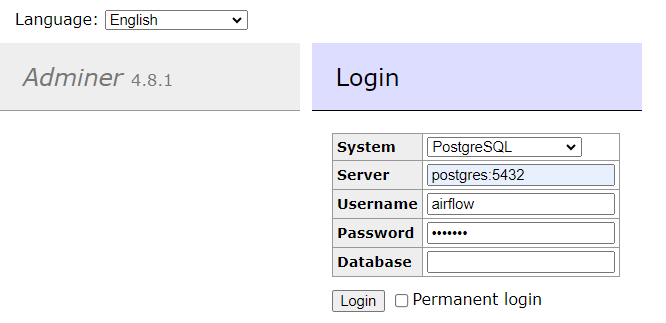 Language: English
Adminer 4.8.1
Login
System PostgreSQL
Server postgres:5432
Username airflow
Password •••••••
Database
Login Permanent login